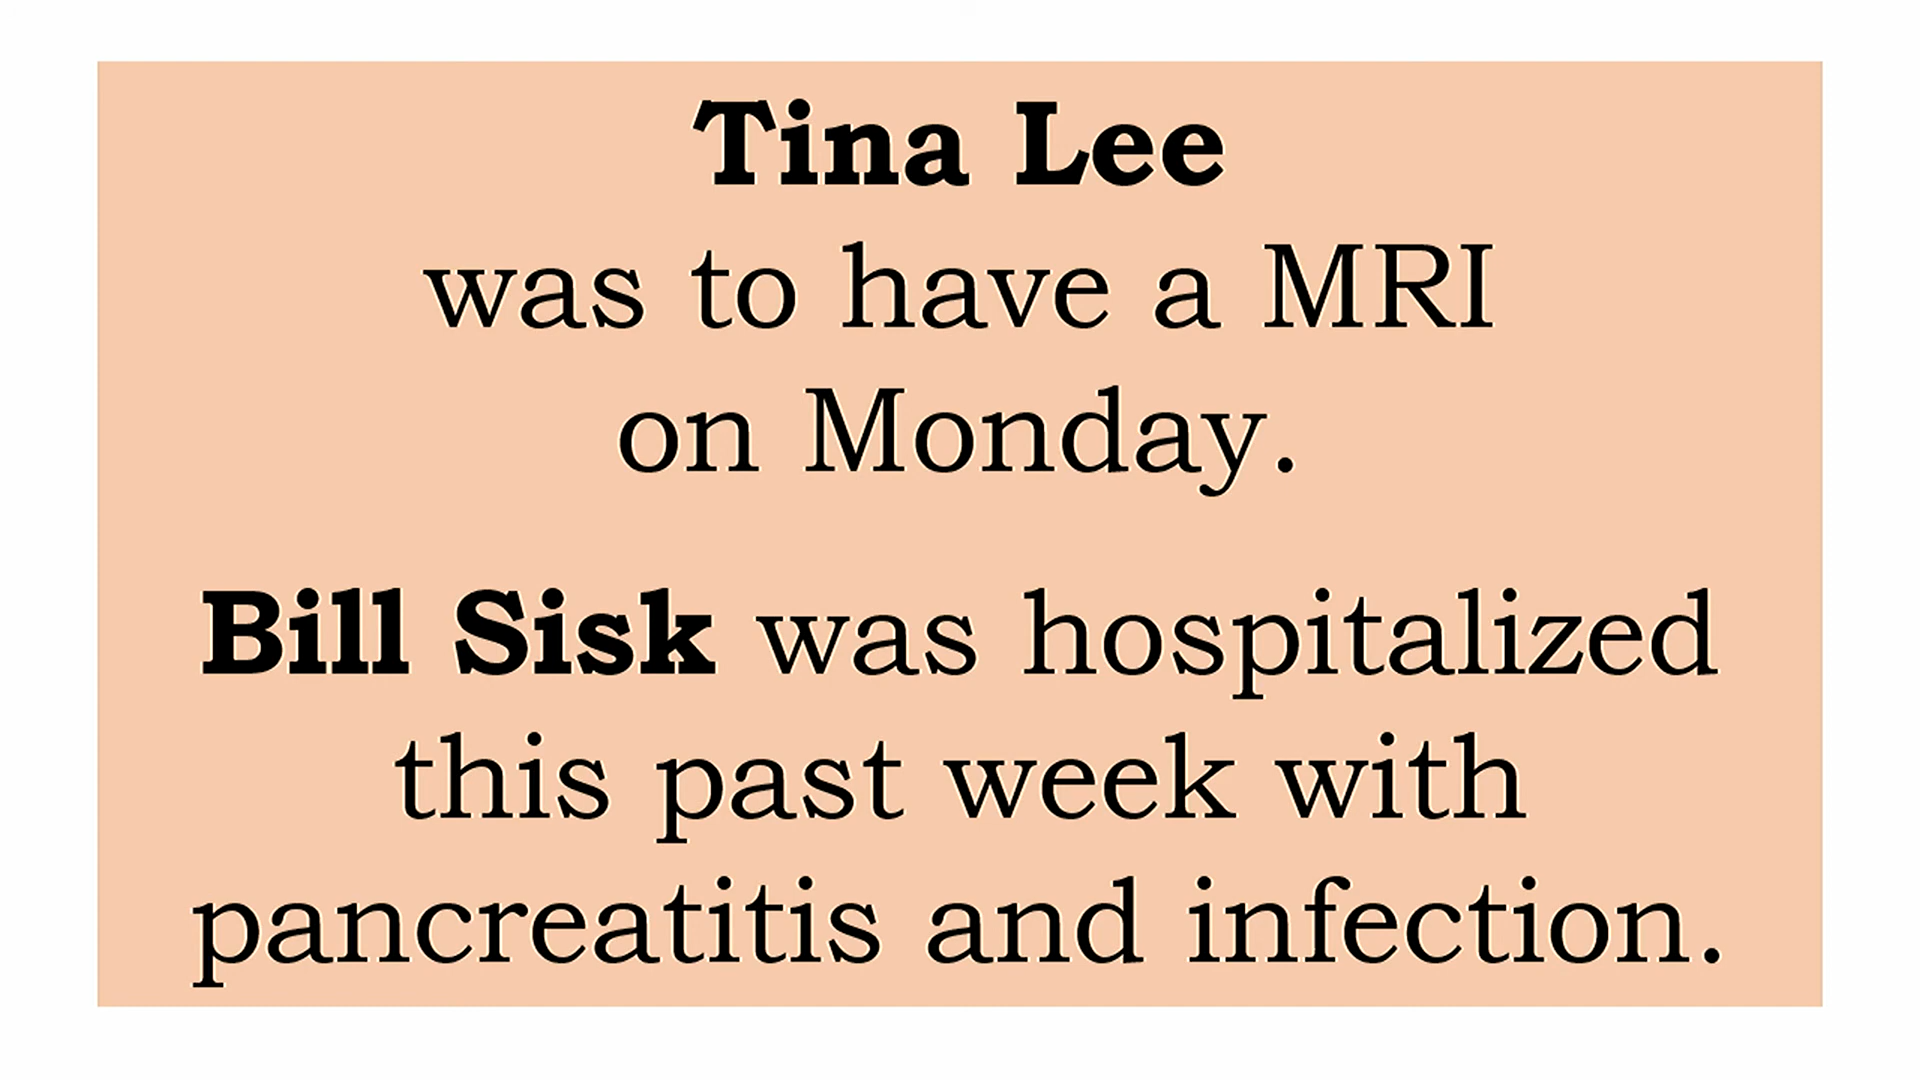 Tina Lee
was to have a MRI
on Monday.
Bill Sisk was hospitalized
this past week with
pancreatitis and infection.